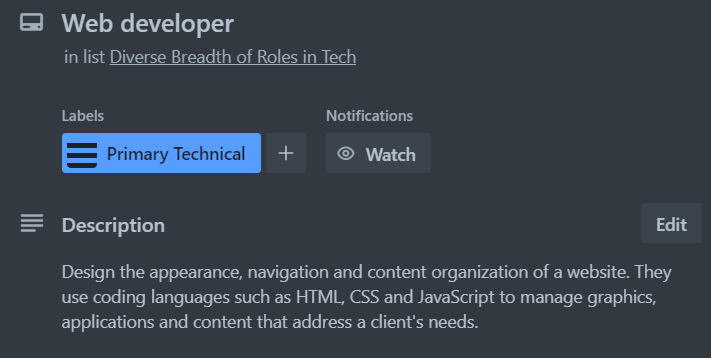 Web developer
in list Diverse Breadth of Roles in Tech
Labels
Notifications
Primary Technical
+
Watch
Description
Edit
Design the appearance, navigation and content organization of a website. They
use coding languages such as HTML, CSS and JavaScript to manage graphics,
applications and content that address a client's needs.